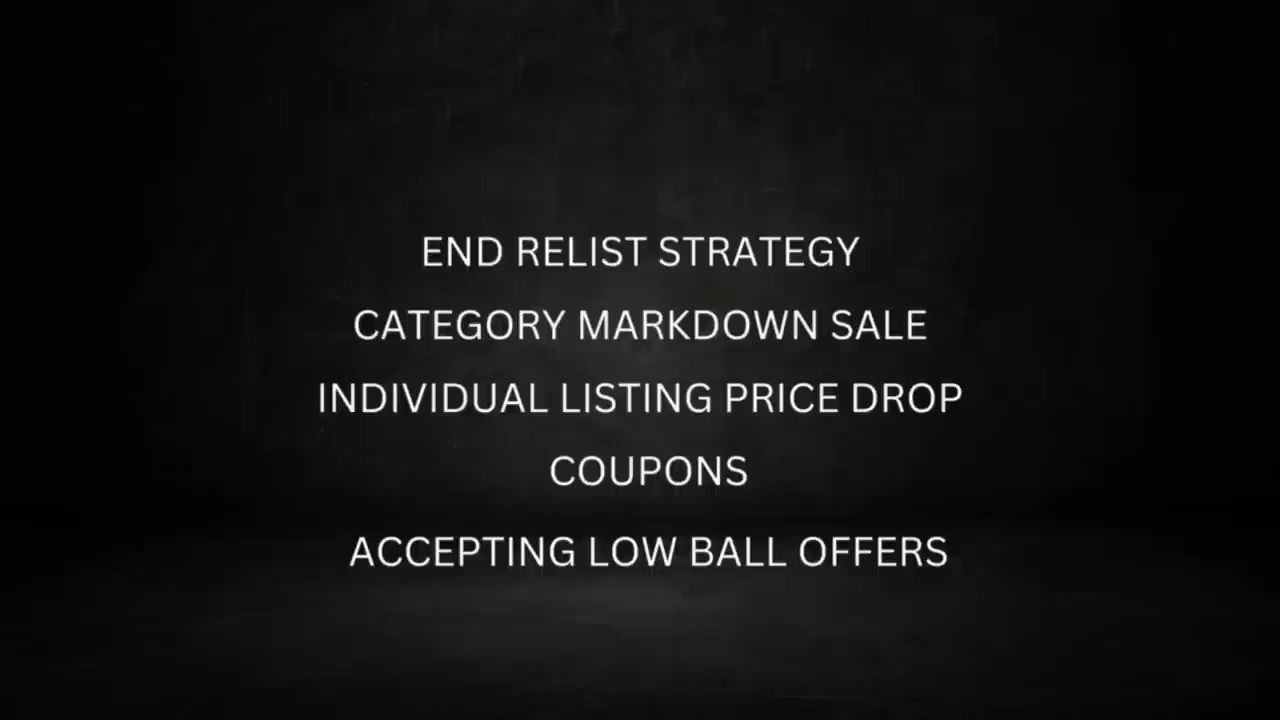 END RELIST STRATEGY
CATEGORY MARKDOWN SALE
INDIVIDUAL LISTING PRICE DROP
COUPONS
ACCEPTING LOW BALL OFFERS